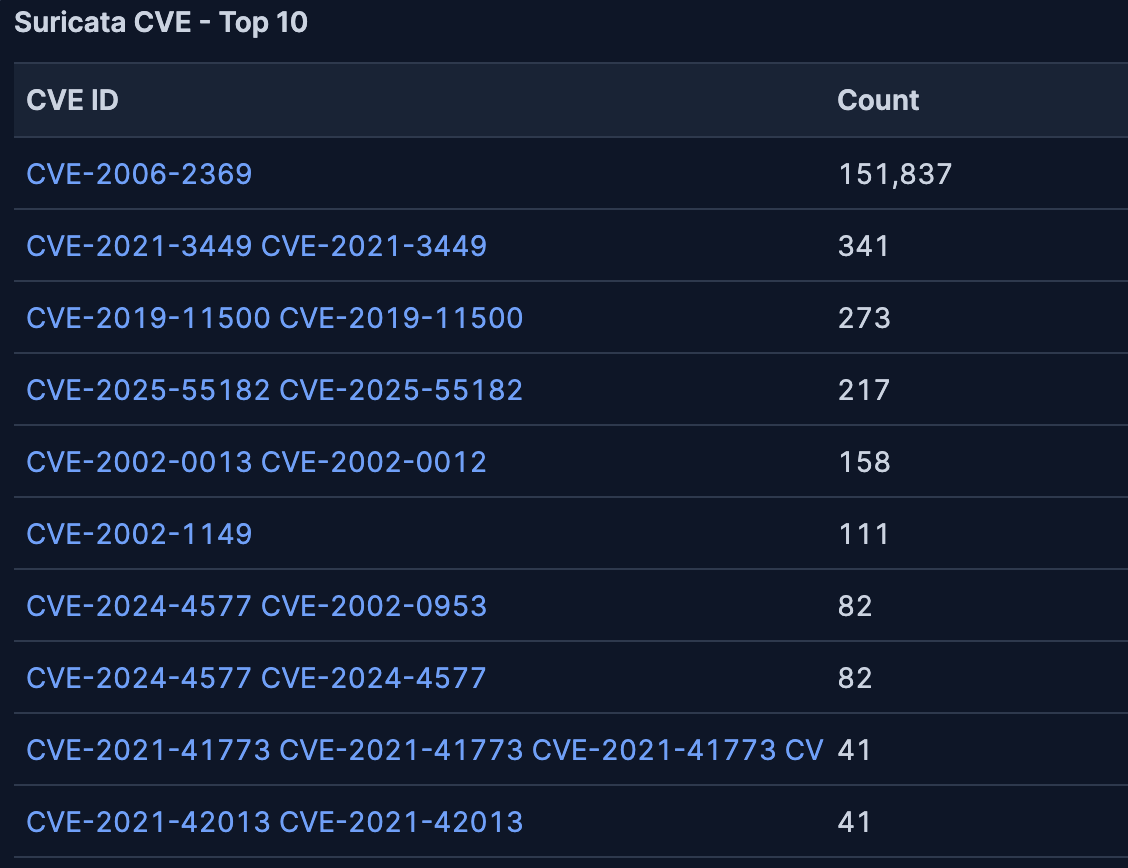 Suricata CVE - Top 10
CVE ID Count
CVE-2006-2369 151,837
CVE-2021-3449 CVE-2021-3449 341
CVE-2019-11500 CVE-2019-11500 273
CVE-2025-55182 CVE-2025-55182 217
CVE-2002-0013 CVE-2002-0012 158
CVE-2002-1149 111
CVE-2024-4577 CVE-2002-0953 82
CVE-2024-4577 CVE-2024-4577 82
CVE-2021-41773 CVE-2021-41773 CVE-2021-41773 CV 41
CVE-2021-42013 CVE-2021-42013 41